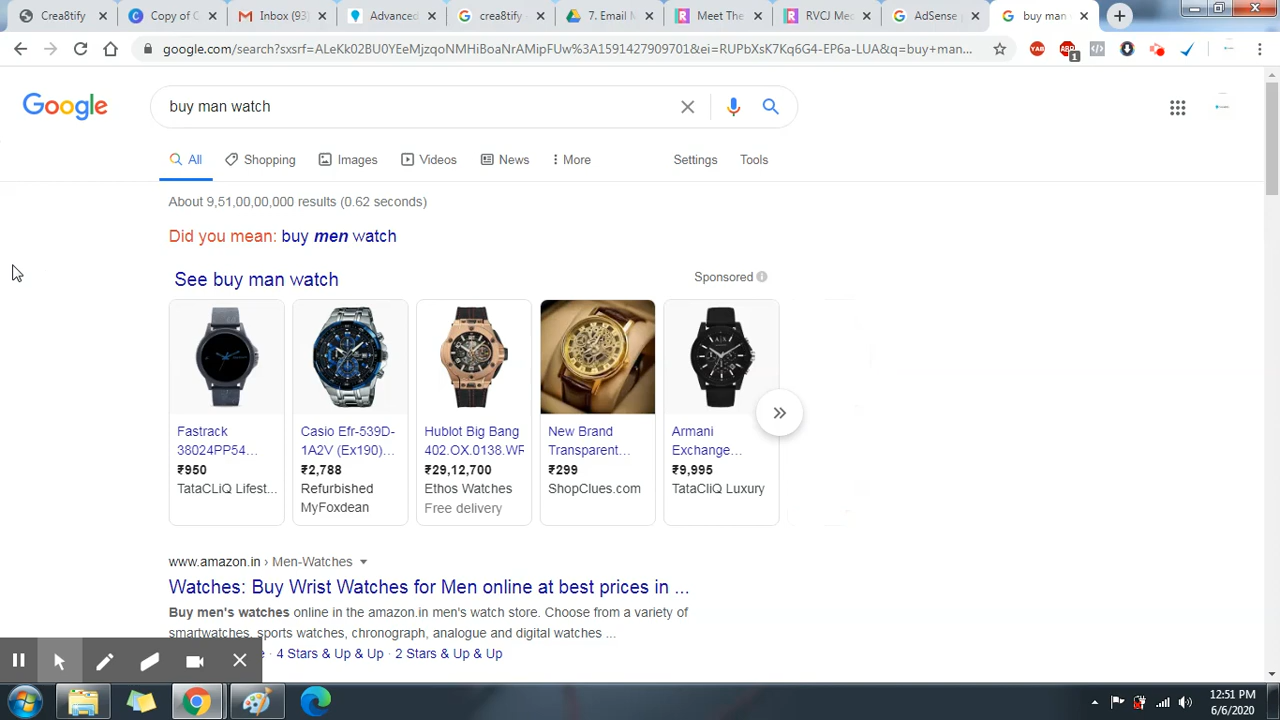 Crea8tify
Copy of C
Inbox (93)
Advanced
crea8tify -
7. Email M
Meet The
RVCJ Mec
AdSense p
buy man
google.com/search?sxsrf=ALeKk02BU0YEeMjzqoNMHiBoaNrAMipFUw%3A1591427909701&ei=RUPbXsK7Kq6G4-EP6a-LUA&q=buy+man...
YAB
ABP
1
Google
buy man watch
All
Shopping
Images
Videos
News
More
Settings
Tools
About 9,51,00,00,000 results (0.62 seconds)
Did you mean: buy men watch
See buy man watch
Sponsored
Fastrack
38024PP54...
₹950
TataCLiQ Lifest...
Casio Efr-539D-
1A2V (Ex190)...
₹2,788
Refurbished
MyFoxdean
Hublot Big Bang
402.OX.0138.WR
₹29,12,700
Ethos Watches
Free delivery
New Brand
Transparent...
₹299
ShopClues.com
Armani
Exchange...
₹9,995
TataCLiQ Luxury
www.amazon.in › Men-Watches
Watches: Buy Wrist Watches for Men online at best prices in ...
Buy men's watches online in the amazon.in men's watch store. Choose from a variety of
smartwatches, sports watches, chronograph, analogue and digital watches ...
· 4 Stars & Up & Up · 2 Stars & Up & Up
12:51 PM
6/6/2020